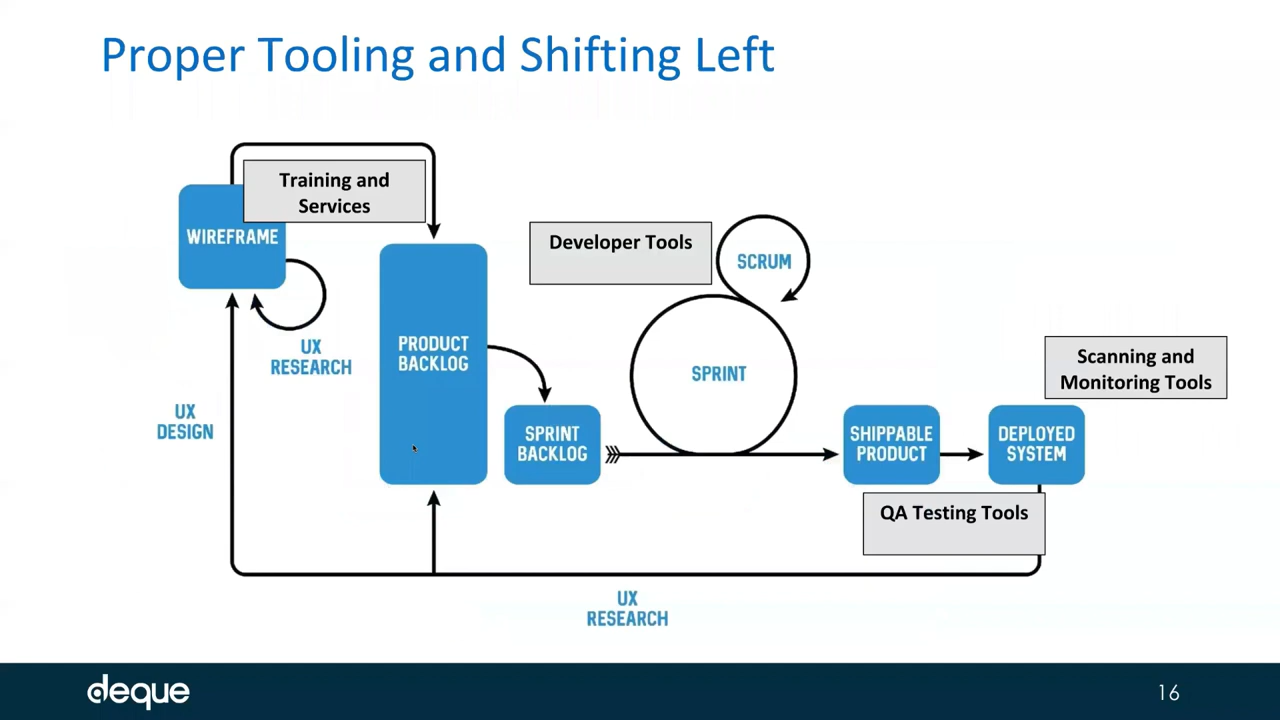 Proper Tooling and Shifting Left
Training and
Services
WIREFRAME
Developer Tools
SCRUM
UX
RESEARCH
PRODUCT
BACKLOG
SPRINT
Scanning and
Monitoring Tools
UX
DESIGN
SPRINT
BACKLOG
SHIPPABLE
PRODUCT
DEPLOYED
SYSTEM
QA Testing Tools
UX
RESEARCH
deque
16